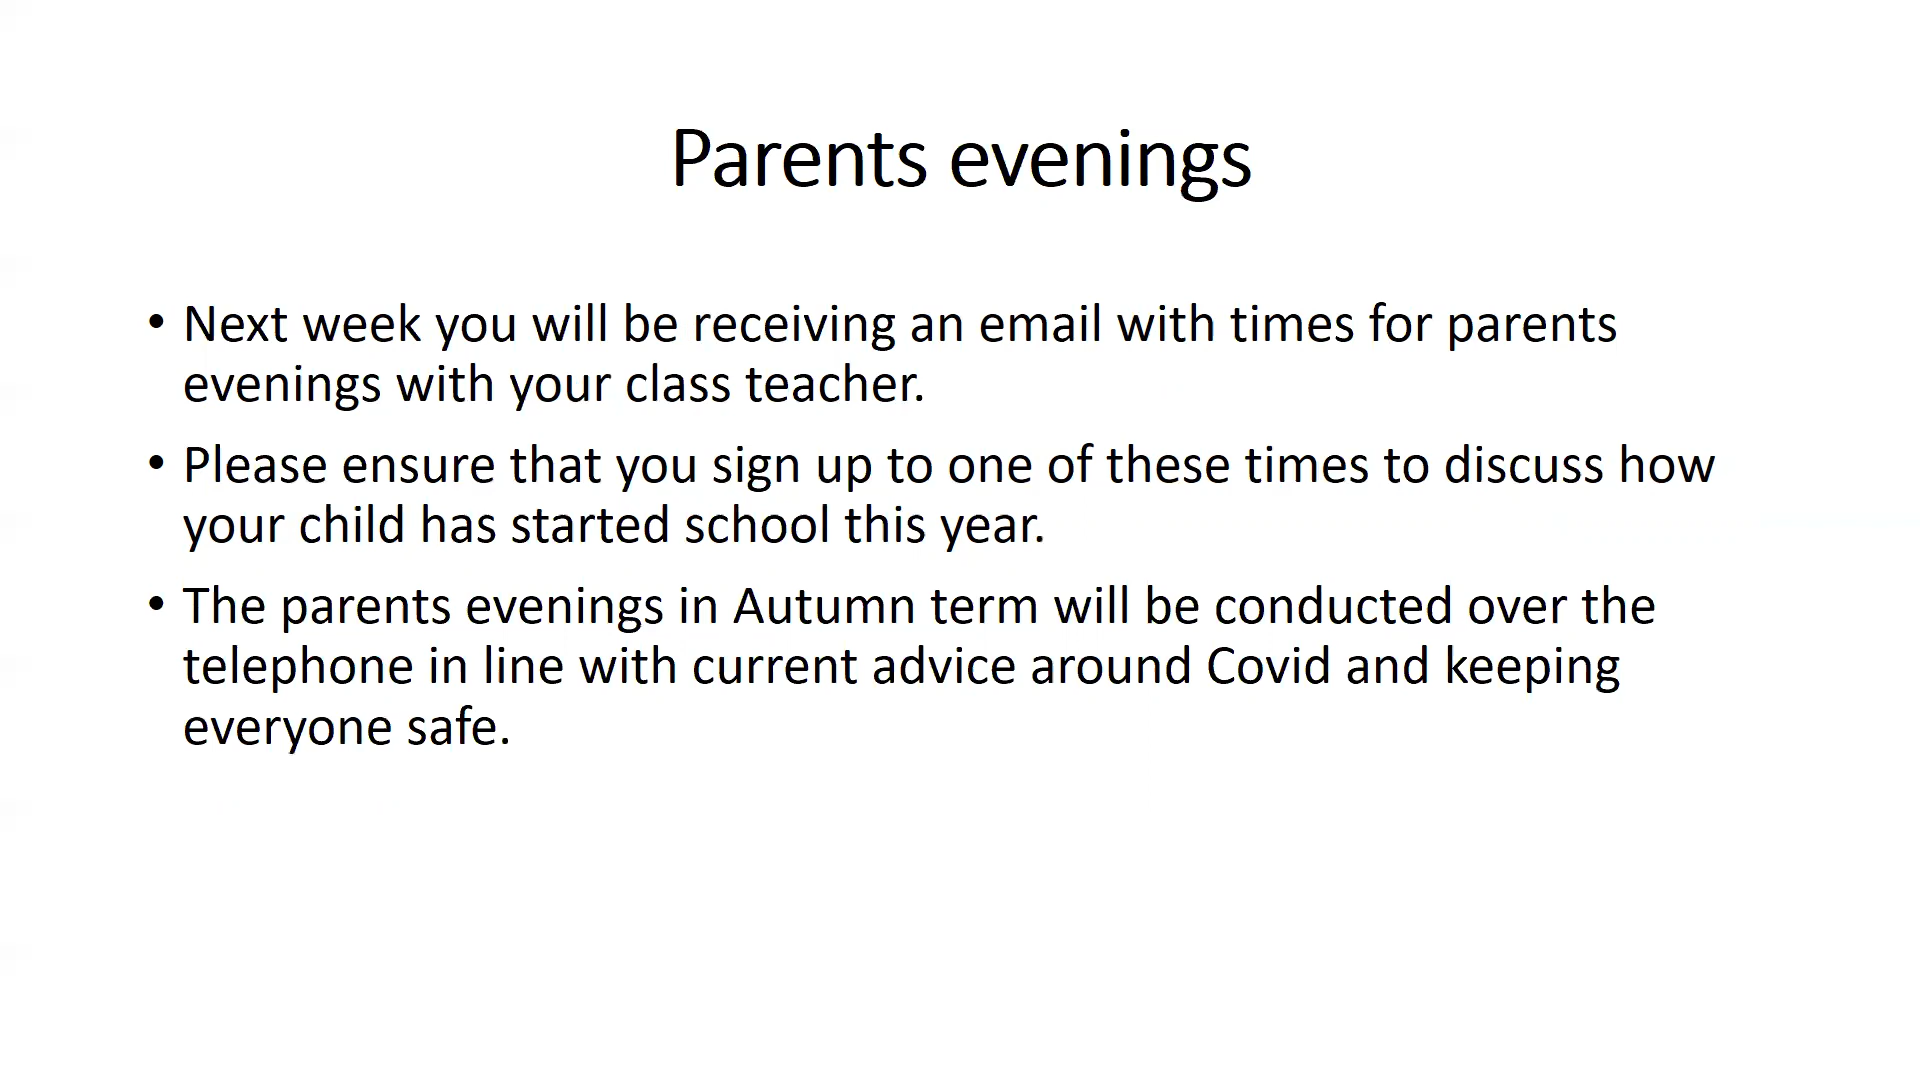 Parents evenings
• Next week you will be receiving an email with times for parents
evenings with your class teacher.
• Please ensure that you sign up to one of these times to discuss how
your child has started school this year.
• The parents evenings in Autumn term will be conducted over the
telephone in line with current advice around Covid and keeping
everyone safe.